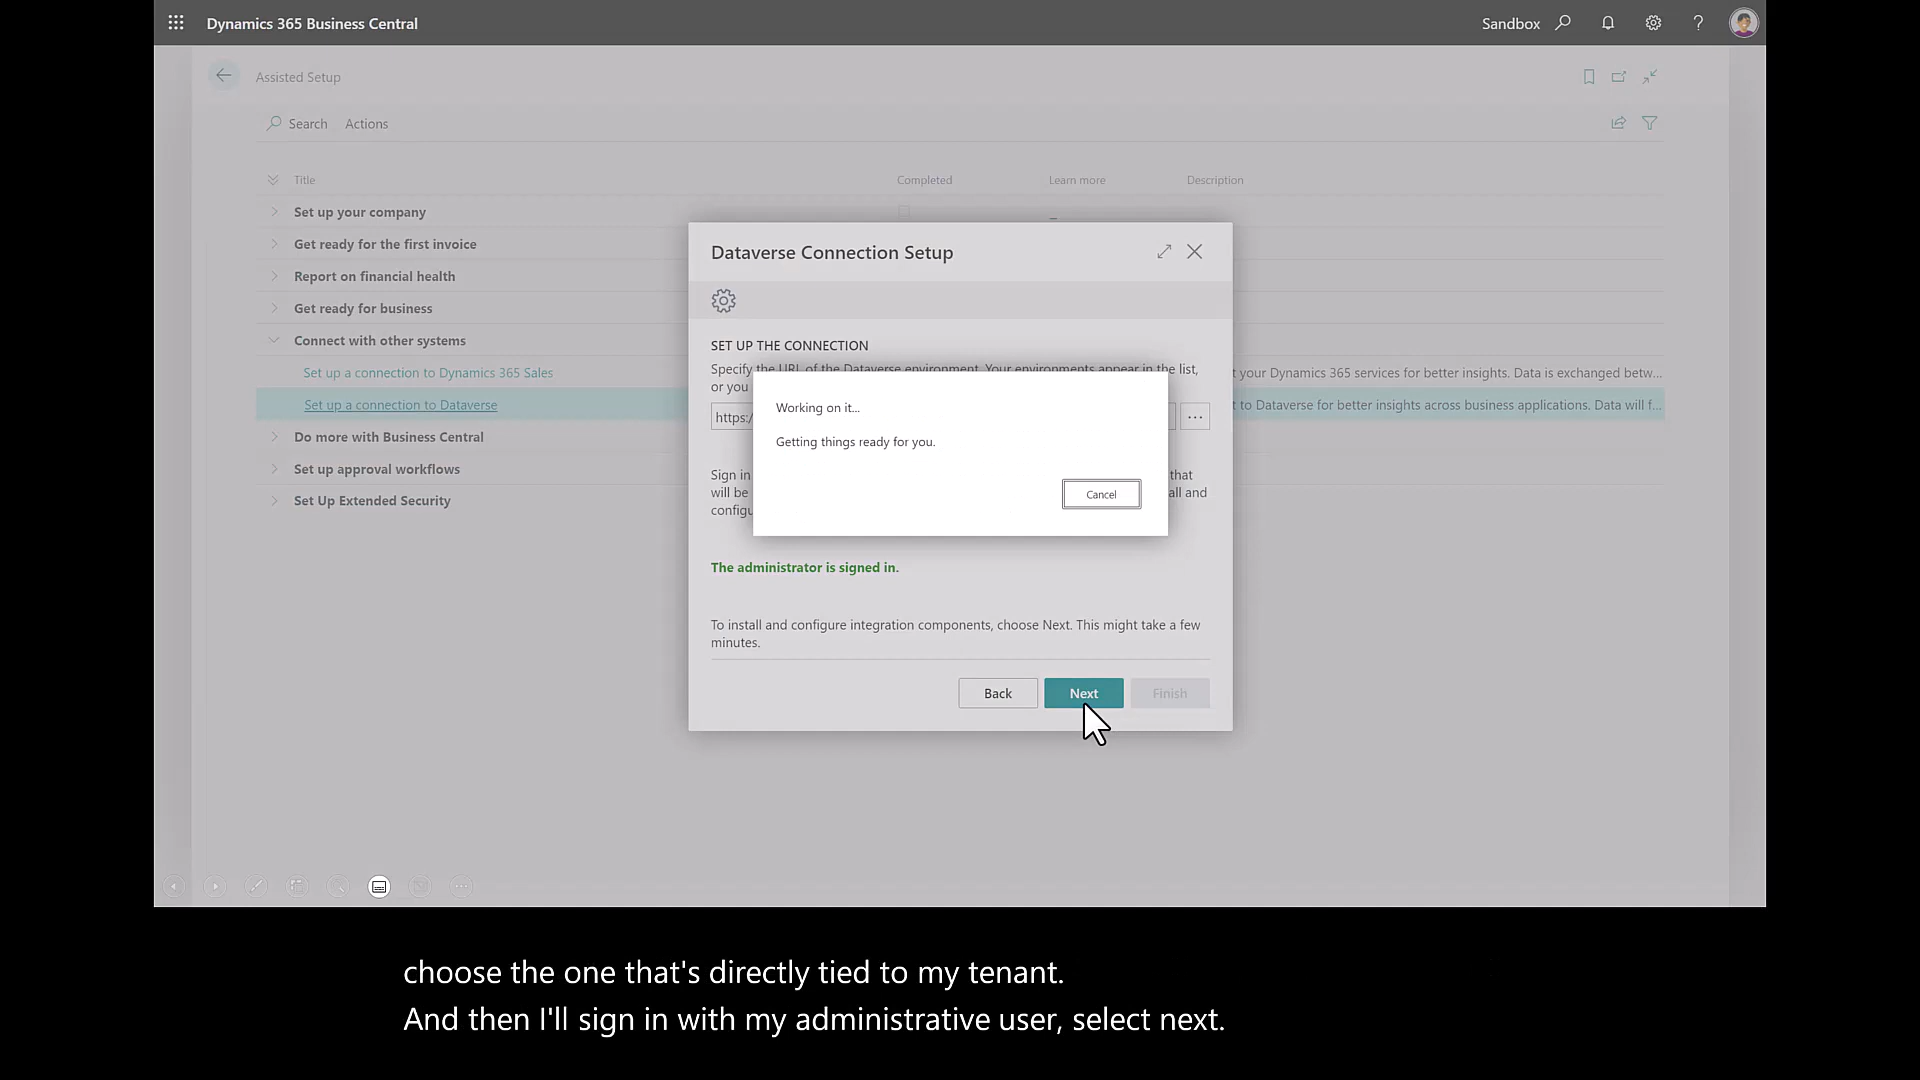 Dynamics 365 Business Central
Sandbox
Assisted Setup
Search Actions
Title Completed Learn more Description
Set up your company
Get ready for the first invoice
Report on financial health
Get ready for business
Connect with other systems
Set up a connection to Dynamics 365 Sales
t your Dynamics 365 services for better insights. Data is exchanged betw...
Set up a connection to Dataverse
t to Dataverse for better insights across business applications. Data will f...
Do more with Business Central
Set up approval workflows
Set Up Extended Security
Dataverse Connection Setup
SET UP THE CONNECTION
Specify the URL of the Dataverse environment. Your environments appear in the list,
or you
https:/
Working on it...
Getting things ready for you.
Cancel
Sign in that
will be all and
configu
The administrator is signed in.
To install and configure integration components, choose Next. This might take a few
minutes.
Back Next Finish
choose the one that's directly tied to my tenant.
And then I'll sign in with my administrative user, select next.